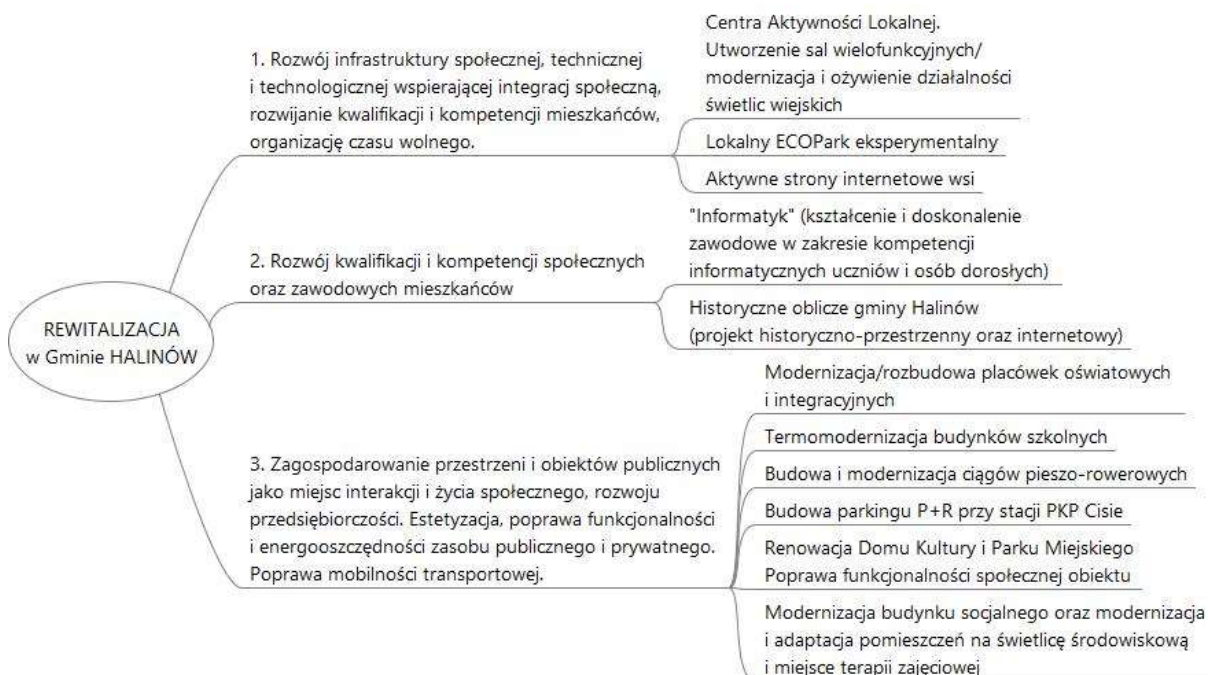 REWITALIZACJA
w Gminie HALINÓW
1. Rozwój infrastruktury społecznej, technicznej
i technologicznej wspierającej integracj społeczną,
rozwijanie kwalifikacji i kompetencji mieszkańców,
organizację czasu wolnego.
Centra Aktywności Lokalnej.
Utworzenie sal wielofunkcyjnych/
modernizacja i ożywienie działalności
świetlic wiejskich
Lokalny ECOPark eksperymentalny
Aktywne strony internetowe wsi
2. Rozwój kwalifikacji i kompetencji społecznych
oraz zawodowych mieszkańców
"Informatyk" (kształcenie i doskonalenie
zawodowe w zakresie kompetencji
informatycznych uczniów i osób dorosłych)
Historyczne oblicze gminy Halinów
(projekt historyczno-przestrzenny oraz internetowy)
3. Zagospodarowanie przestrzeni i obiektów publicznych
jako miejsc interakcji i życia społecznego, rozwoju
przedsiębiorczości. Estetyzacja, poprawa funkcjonalności
i energooszczędności zasobu publicznego i prywatnego.
Poprawa mobilności transportowej.
Modernizacja/rozbudowa placówek oświatowych
i integracyjnych
Termomodernizacja budynków szkolnych
Budowa i modernizacja ciągów pieszo-rowerowych
Budowa parkingu P+R przy stacji PKP Cisie
Renowacja Domu Kultury i Parku Miejskiego
Poprawa funkcjonalności społecznej obiektu
Modernizacja budynku socjalnego oraz modernizacja
i adaptacja pomieszczeń na świetlicę środowiskową
i miejsce terapii zajęciowej